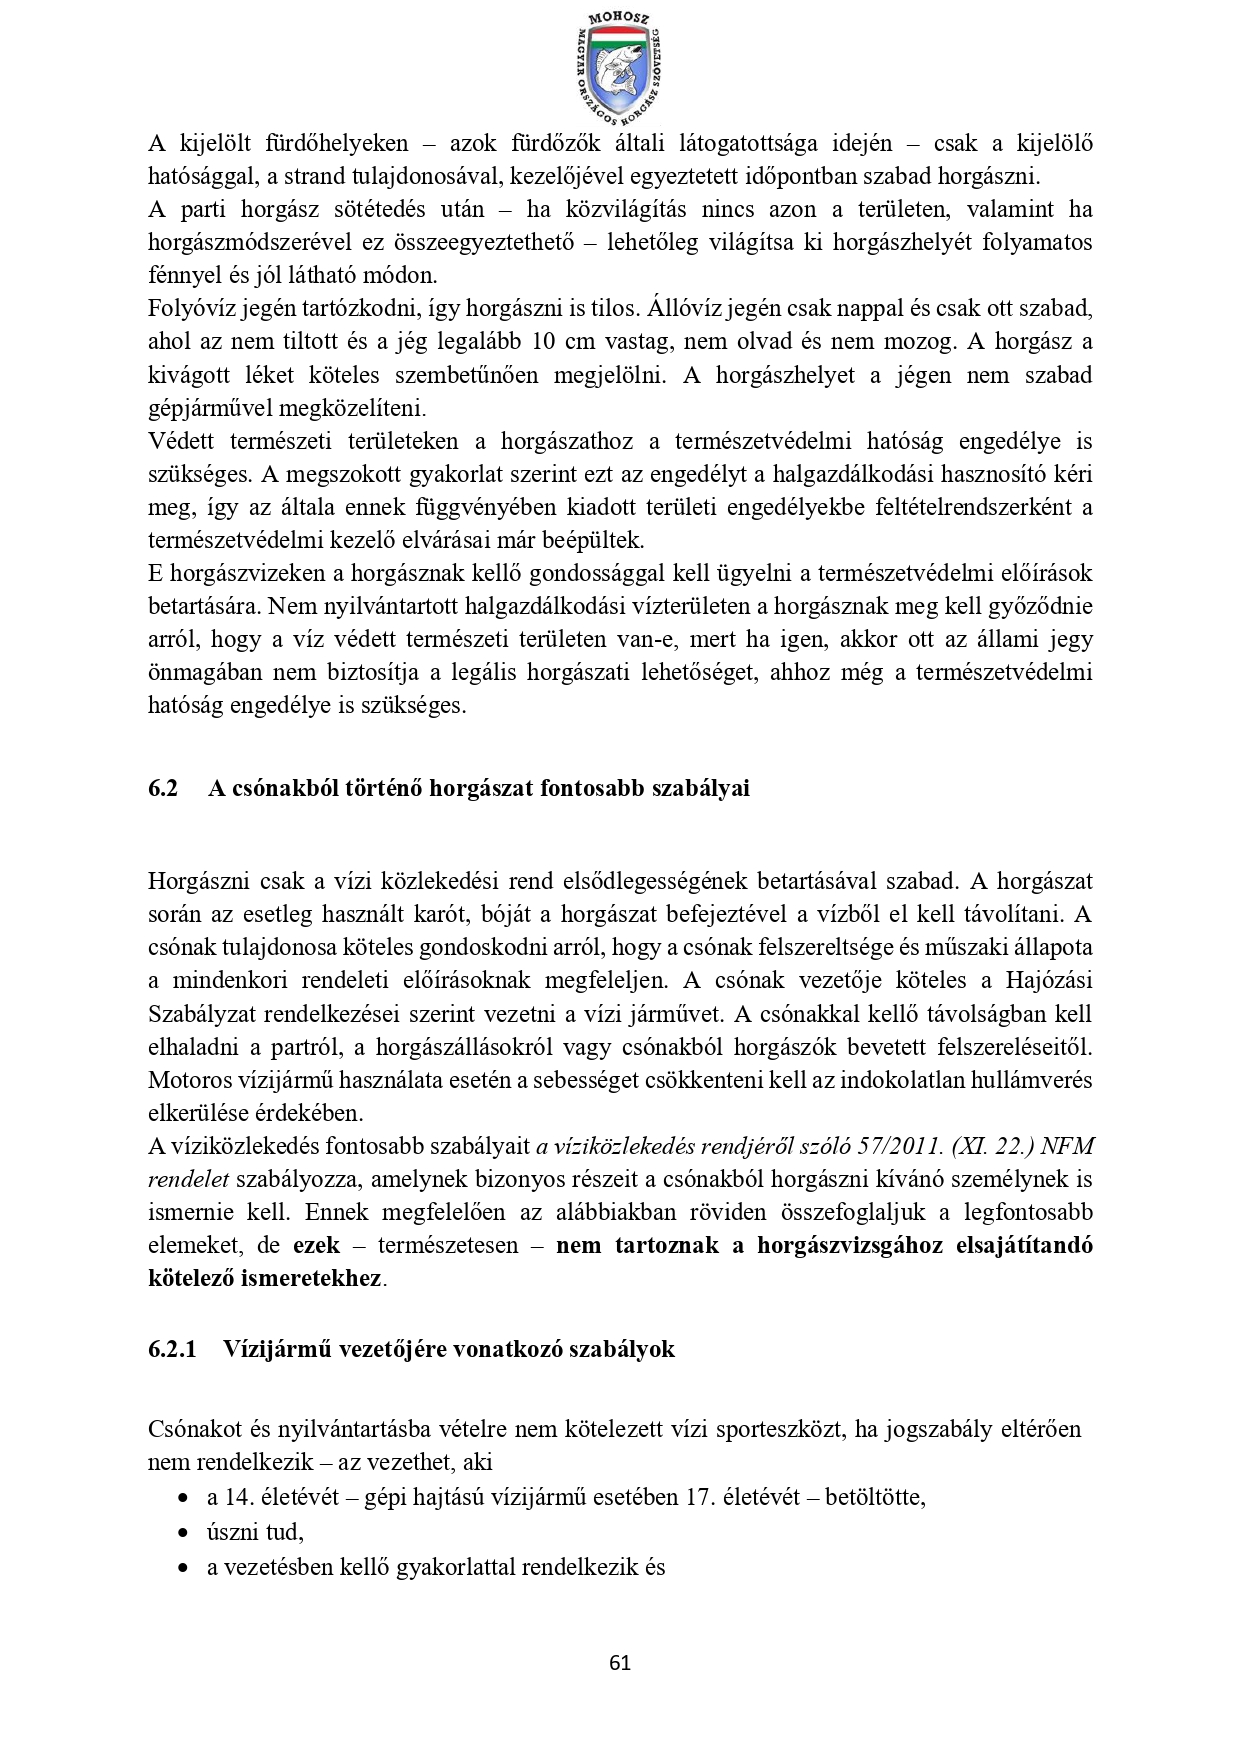 MOHOSZ
MAGYAR ORSZÁGOS HORGÁSZ SZÖVETSÉG
A kijelölt fürdőhelyeken – azok fürdőzők általi látogatottsága idején – csak a kijelölő
hatósággal, a strand tulajdonosával, kezelőjével egyeztetett időpontban szabad horgászni.
A parti horgász sötétedés után – ha közvilágítás nincs azon a területen, valamint ha
horgászmódszerével ez összeegyeztethető – lehetőleg világítsa ki horgászhelyét folyamatos
fénnyel és jól látható módon.
Folyóvíz jegén tartózkodni, így horgászni is tilos. Állóvíz jegén csak nappal és csak ott szabad,
ahol az nem tiltott és a jég legalább 10 cm vastag, nem olvad és nem mozog. A horgász a
kivágott léket köteles szembetűnően megjelölni. A horgászhelyet a jégen nem szabad
gépjárművel megközelíteni.
Védett természeti területeken a horgászathoz a természetvédelmi hatóság engedélye is
szükséges. A megszokott gyakorlat szerint ezt az engedélyt a halgazdálkodási hasznosító kéri
meg, így az általa ennek függvényében kiadott területi engedélyekbe feltételrendszerként a
természetvédelmi kezelő elvárásai már beépültek.
E horgászvizeken a horgásznak kellő gondossággal kell ügyelni a természetvédelmi előírások
betartására. Nem nyilvántartott halgazdálkodási vízterületen a horgásznak meg kell győződnie
arról, hogy a víz védett természeti területen van-e, mert ha igen, akkor ott az állami jegy
önmagában nem biztosítja a legális horgászati lehetőséget, ahhoz még a természetvédelmi
hatóság engedélye is szükséges.
6.2 A csónakból történő horgászat fontosabb szabályai
Horgászni csak a vízi közlekedési rend elsődlegességének betartásával szabad. A horgászat
során az esetleg használt karót, bóját a horgászat befejeztével a vízből el kell távolítani. A
csónak tulajdonosa köteles gondoskodni arról, hogy a csónak felszereltsége és műszaki állapota
a mindenkori rendeleti előírásoknak megfeleljen. A csónak vezetője köteles a Hajózási
Szabályzat rendelkezései szerint vezetni a vízi járművet. A csónakkal kellő távolságban kell
elhaladni a partról, a horgászállásokról vagy csónakból horgászók bevetett felszereléseitől.
Motoros vízijármű használata esetén a sebességet csökkenteni kell az indokolatlan hullámverés
elkerülése érdekében.
A víziközlekedés fontosabb szabályait a víziközlekedés rendjéről szóló 57/2011. (XI. 22.) NFM
rendelet szabályozza, amelynek bizonyos részeit a csónakból horgászni kívánó személynek is
ismernie kell. Ennek megfelelően az alábbiakban röviden összefoglaljuk a legfontosabb
elemeket, de ezek – természetesen – nem tartoznak a horgászvizsgához elsajátítandó
kötelező ismeretekhez.
6.2.1 Vízijármű vezetőjére vonatkozó szabályok
Csónakot és nyilvántartásba vételre nem kötelezett vízi sporteszközt, ha jogszabály eltérően
nem rendelkezik – az vezethet, aki
• a 14. életévét – gépi hajtású vízijármű esetében 17. életévét – betöltötte,
• úszni tud,
• a vezetésben kellő gyakorlattal rendelkezik és
61